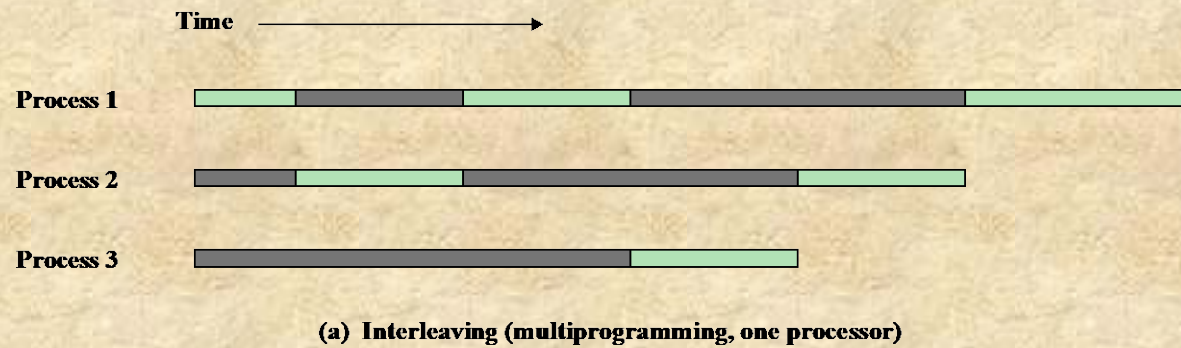 Time
Process 1
Process 2
Process 3
(a) Interleaving (multiprogramming, one processor)